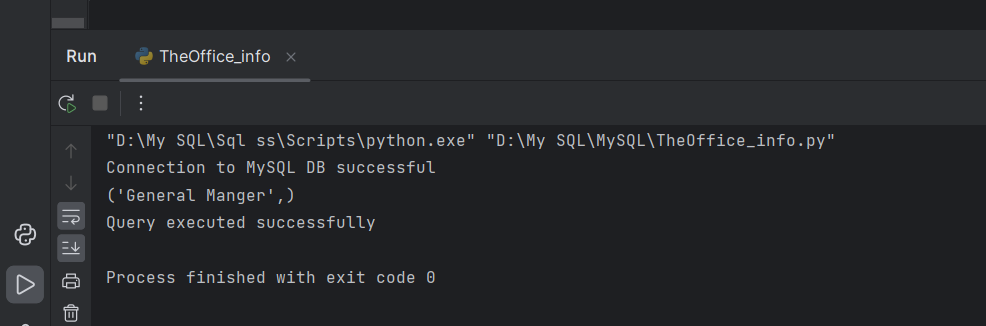 Run TheOffice_info
"D:\My SQL\Sql ss\Scripts\python.exe" "D:\My SQL\MySQL\TheOffice_info.py"
Connection to MySQL DB successful
('General Manger',)
Query executed successfully
Process finished with exit code 0